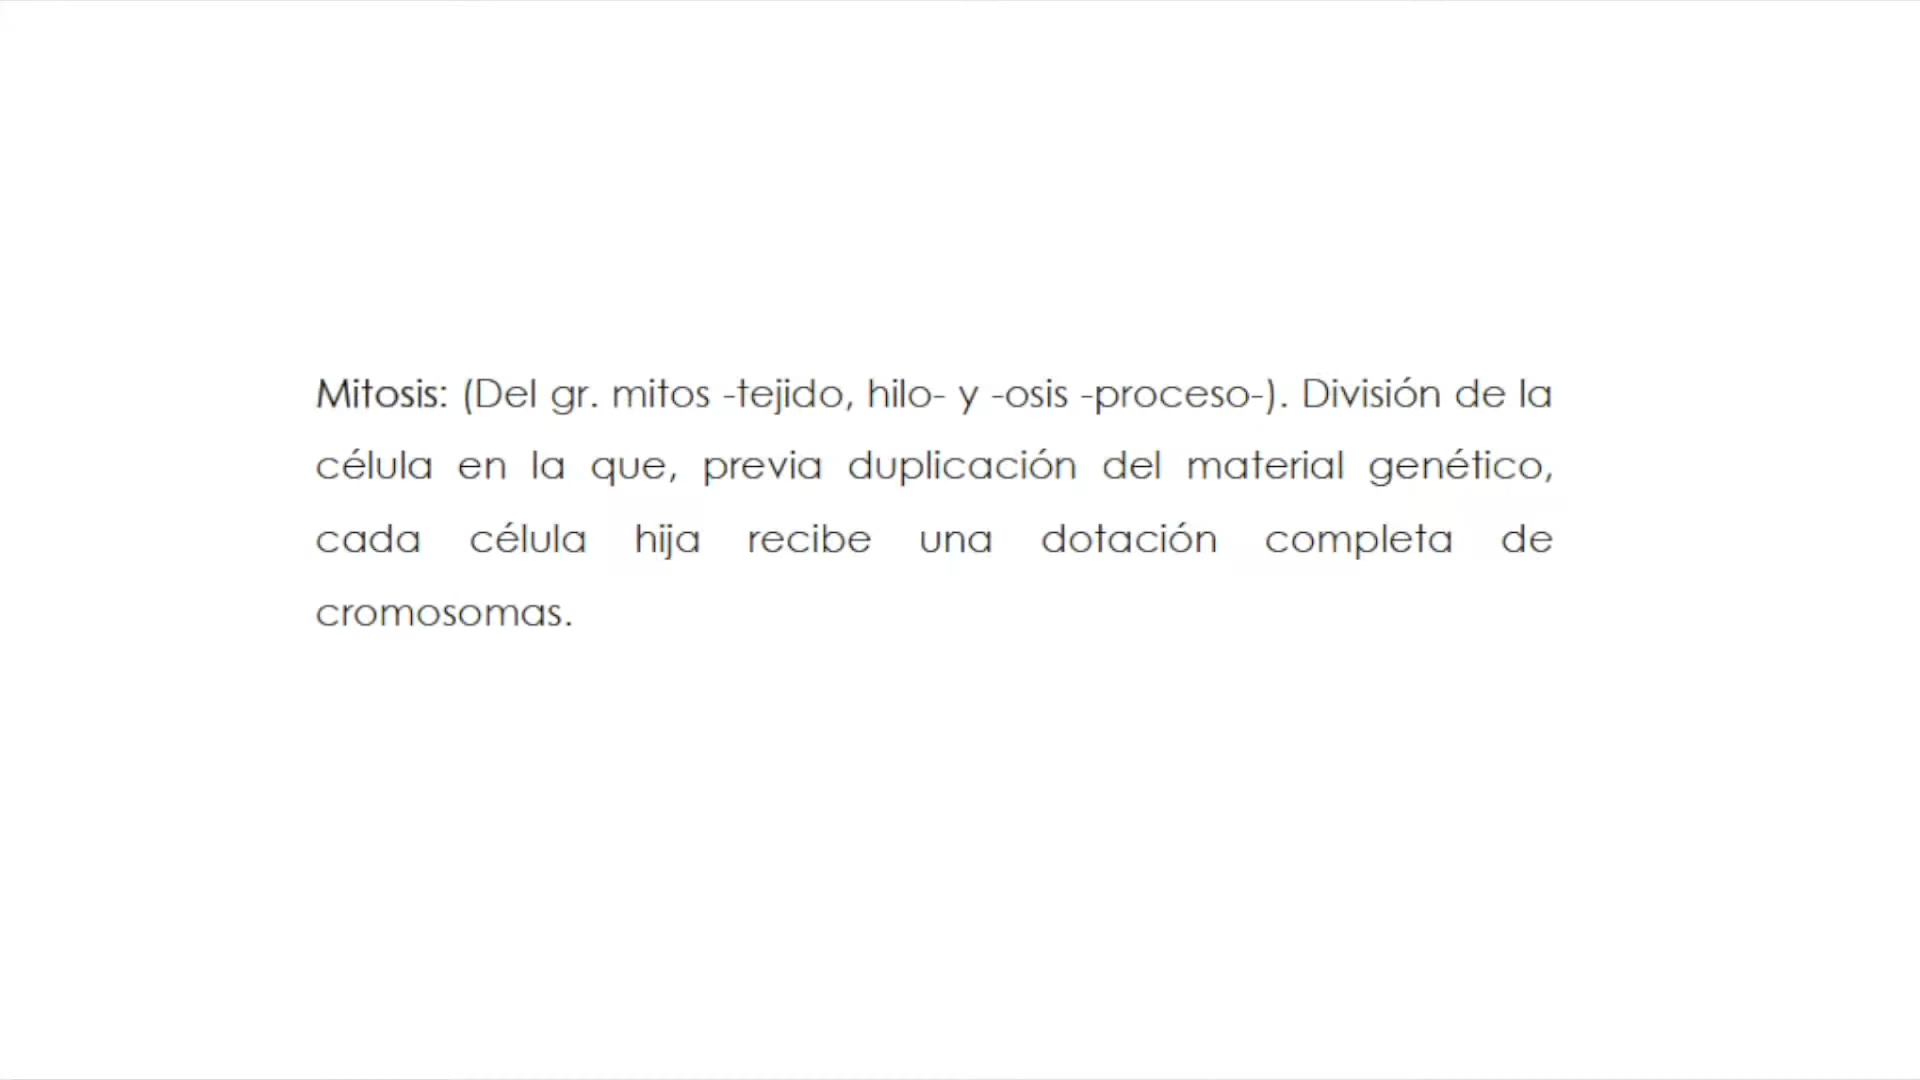 Mitosis: (Del gr. mitos -tejido, hilo- y -osis -proceso-). División de la
célula en la que, previa duplicación del material genético,
cada célula hija recibe una dotación completa de
cromosomas.